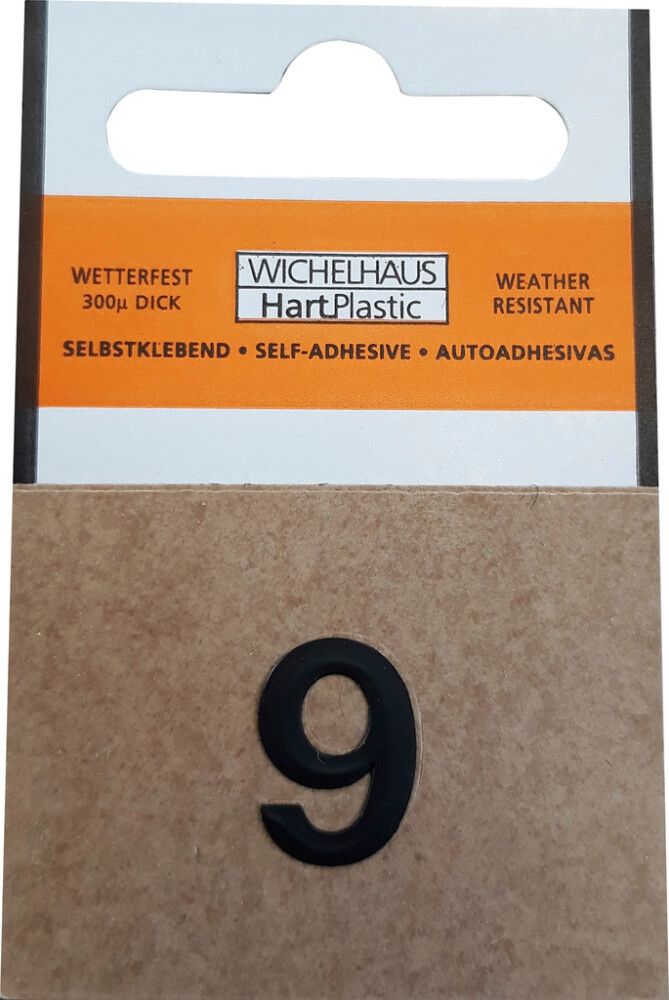 WETTERFEST
300µ DICK
WICHELHAUS
HartPlastic
WEATHER
RESISTANT
SELBSTKLEBEND • SELF-ADHESIVE • AUTOADHESIVAS
9